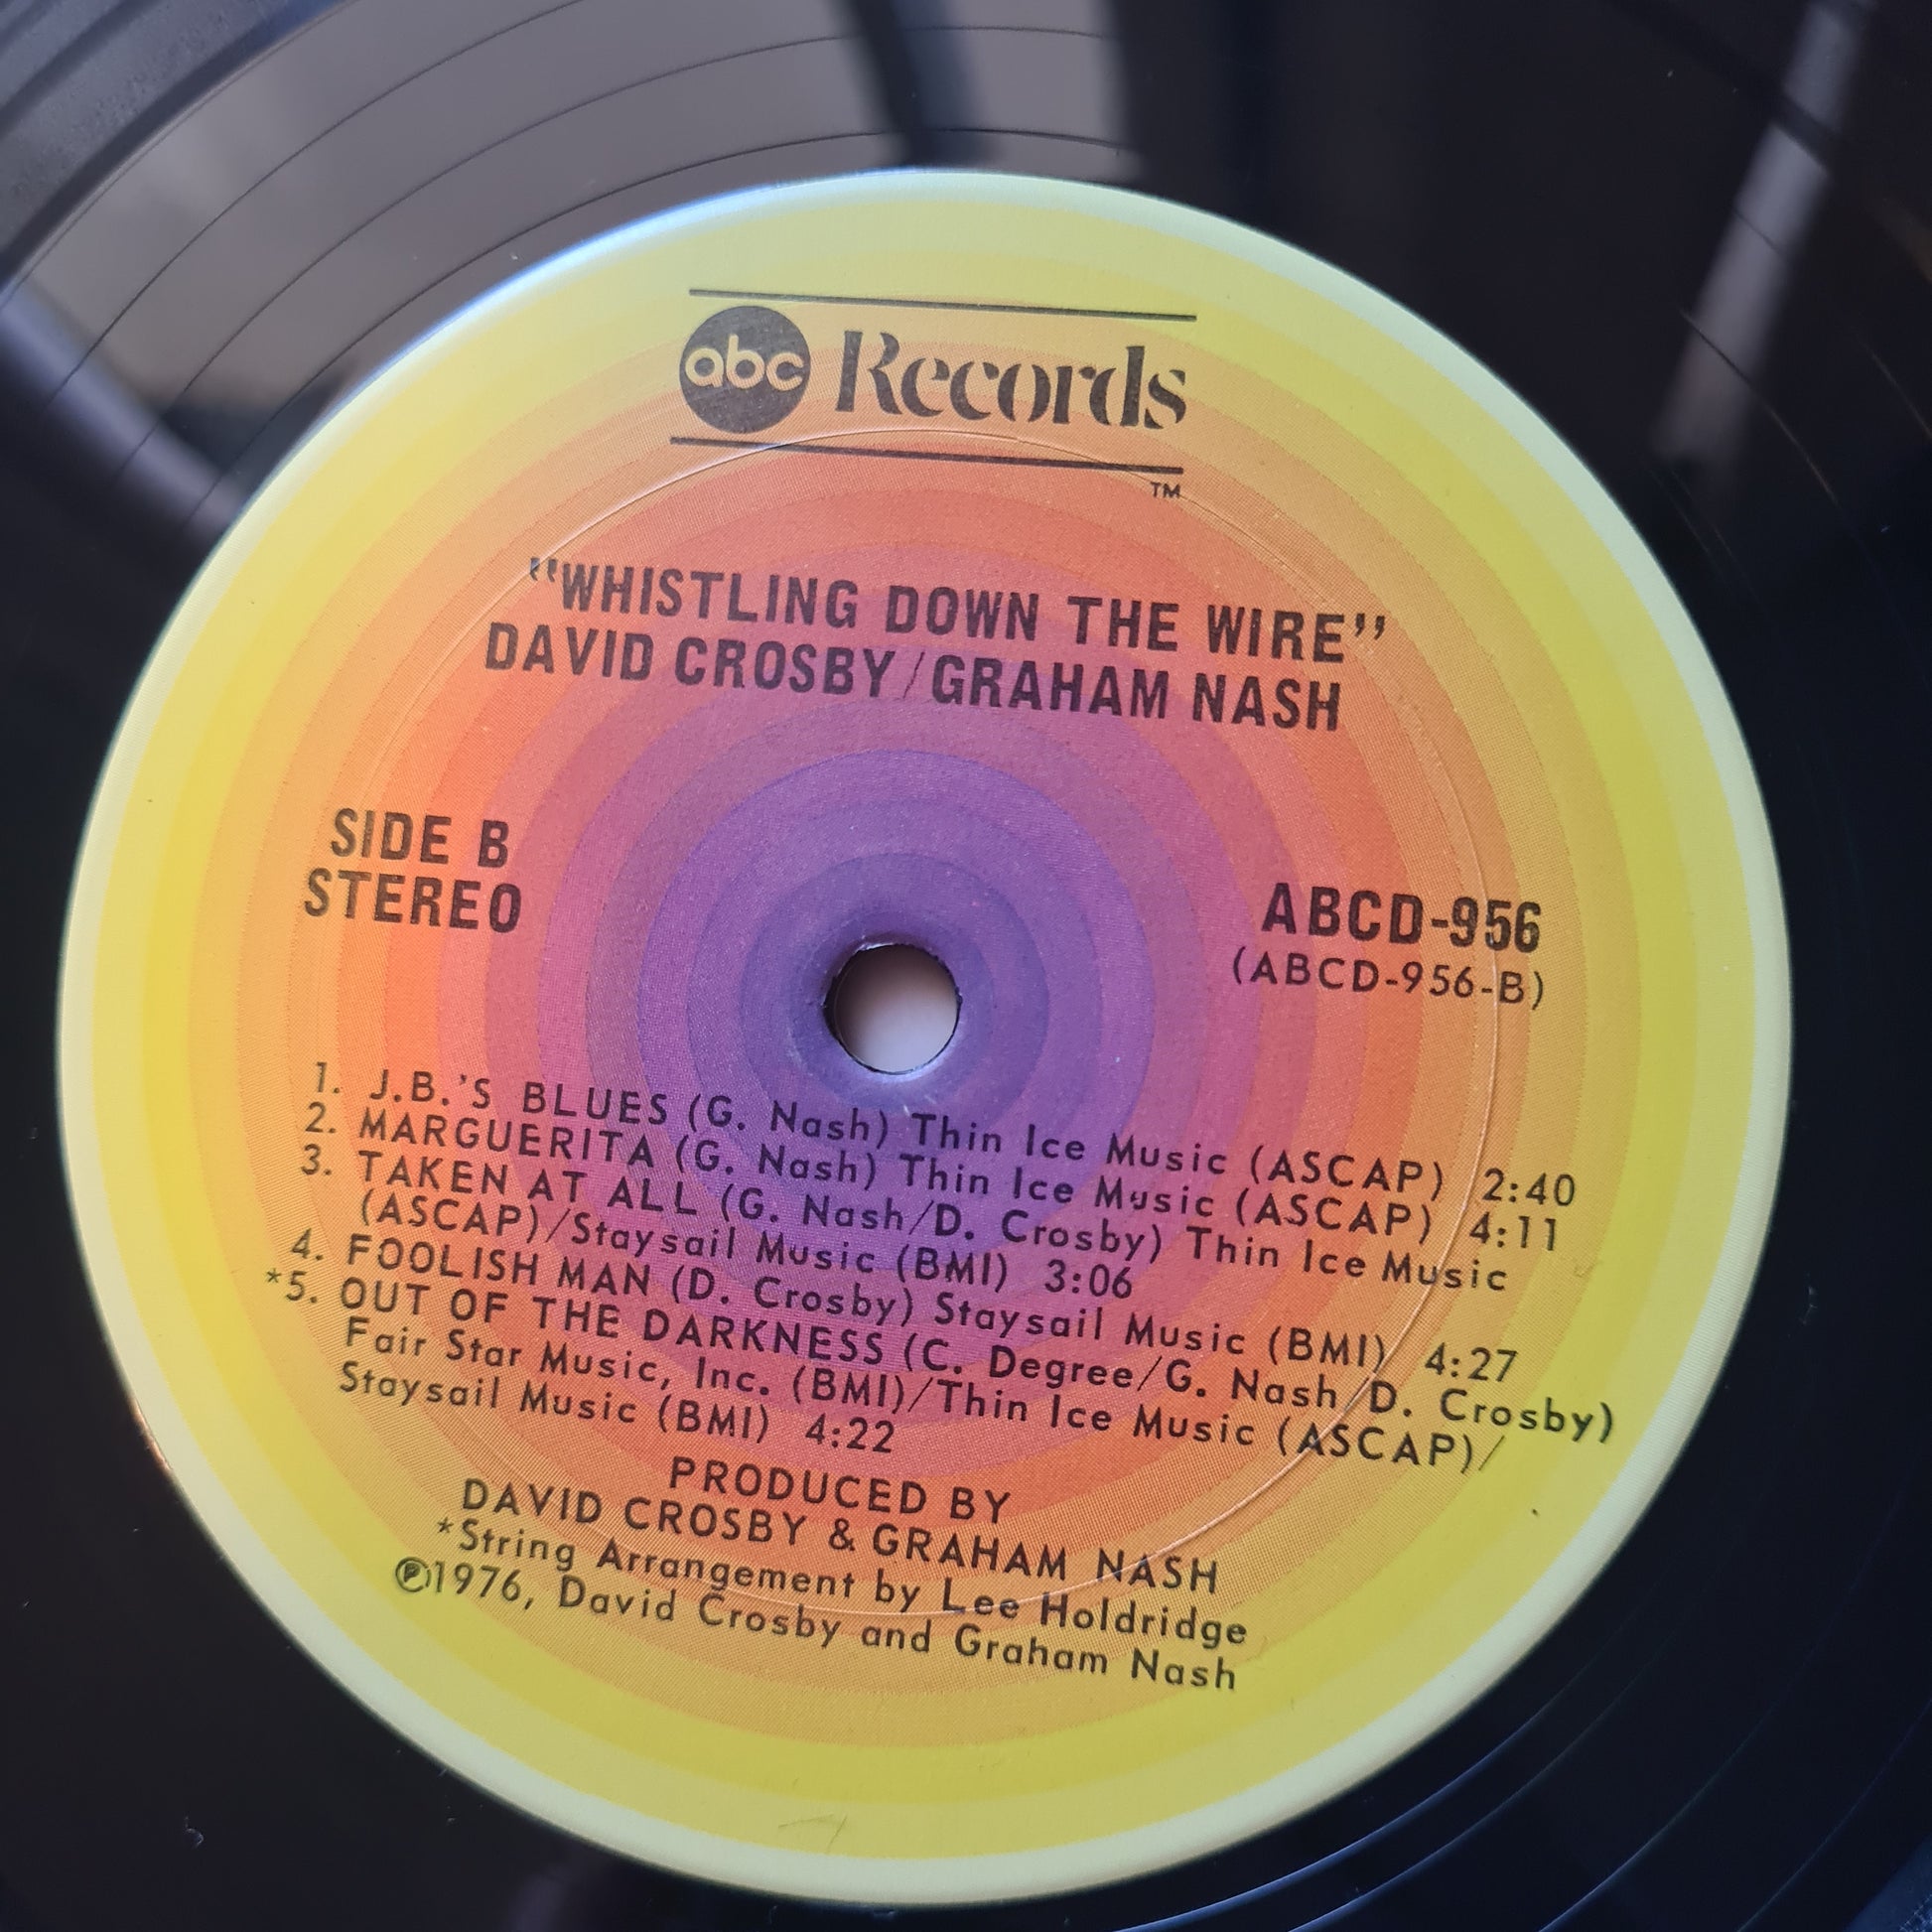 abc Records
TM
"WHISTLING DOWN THE WIRE"
DAVID CROSBY/GRAHAM NASH
SIDE B
STEREO
ABCD-956
(ABCD-956-B)
1. J.B.'S BLUES (G. Nash) Thin Ice Music (ASCAP) 2:40
2. MARGUERITA (G. Nash) Thin Ice Music (ASCAP) 4:11
3. TAKEN AT ALL (G. Nash/D. Crosby) Thin Ice Music
(ASCAP)/Staysail Music (BMI) 3:06
4. FOOLISH MAN (D. Crosby) Staysail Music (BMI) 4:27
*5. OUT OF THE DARKNESS (C. Degree/G. Nash/D. Crosby)
Fair Star Music, Inc. (BMI)/Thin Ice Music (ASCAP)/
Staysail Music (BMI) 4:22
PRODUCED BY
DAVID CROSBY & GRAHAM NASH
*String Arrangement by Lee Holdridge
℗1976, David Crosby and Graham Nash